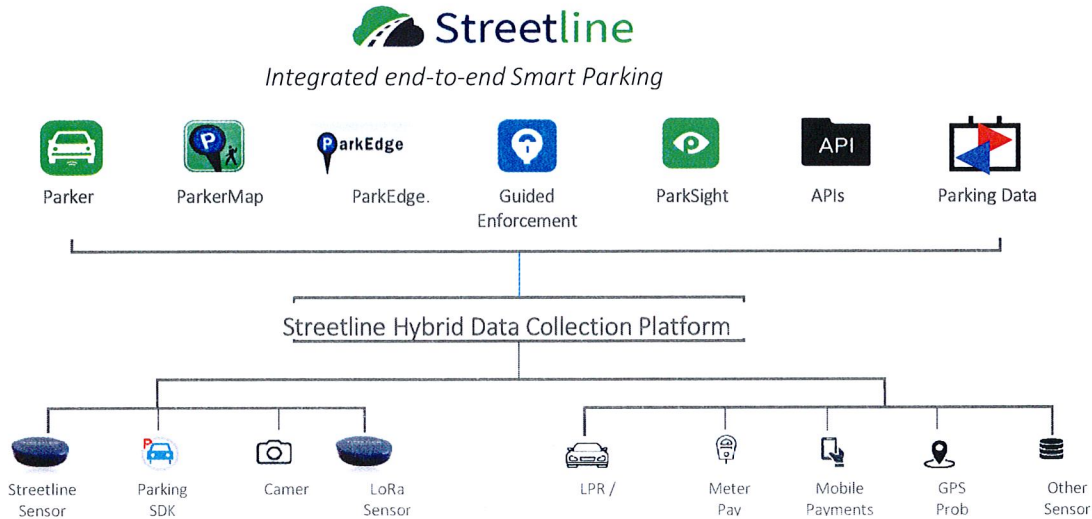 Streetline
Integrated end-to-end Smart Parking
P
P
ParkEdge
P
API
Parker
ParkerMap
ParkEdge.
Guided
Enforcement
ParkSight
APIs
Parking Data
Streetline Hybrid Data Collection Platform
P
Streetline
Sensor
Parking
SDK
Camer
LoRa
Sensor
LPR /
Meter
Pay
Mobile
Payments
GPS
Prob
Other
Sensor